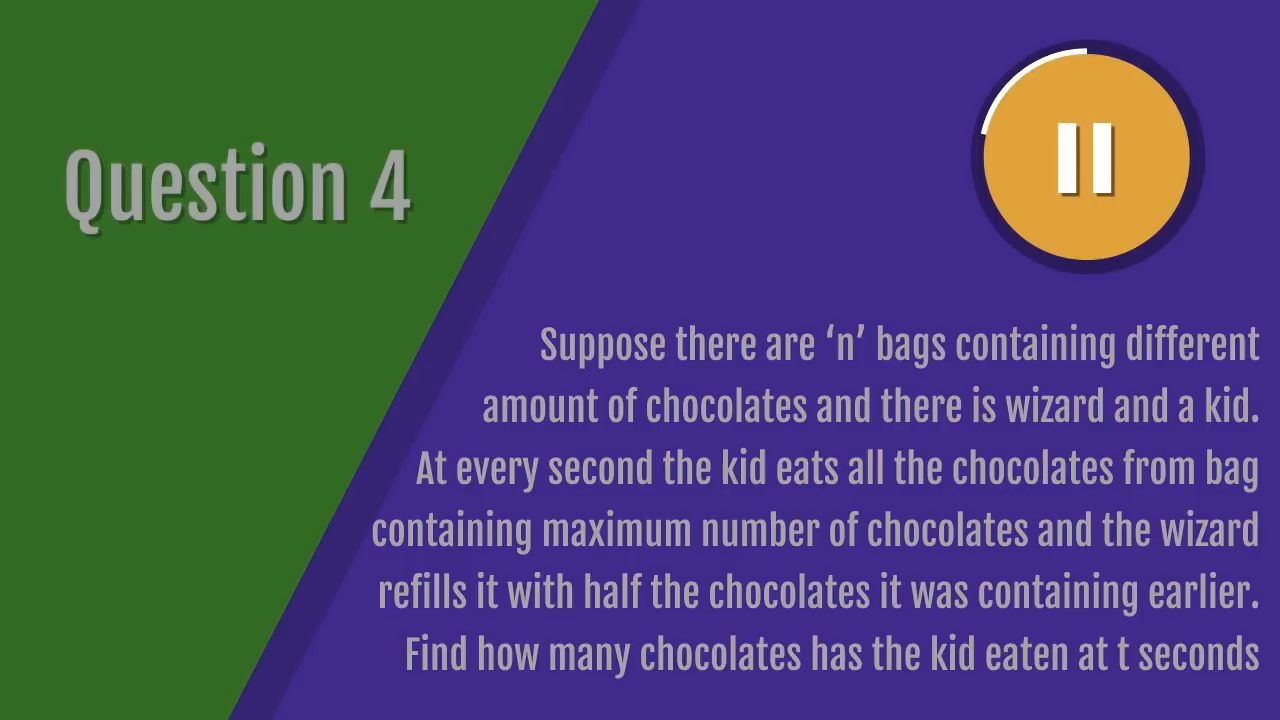 Question 4
Suppose there are ‘n’ bags containing different
amount of chocolates and there is wizard and a kid.
At every second the kid eats all the chocolates from bag
containing maximum number of chocolates and the wizard
refills it with half the chocolates it was containing earlier.
Find how many chocolates has the kid eaten at t seconds